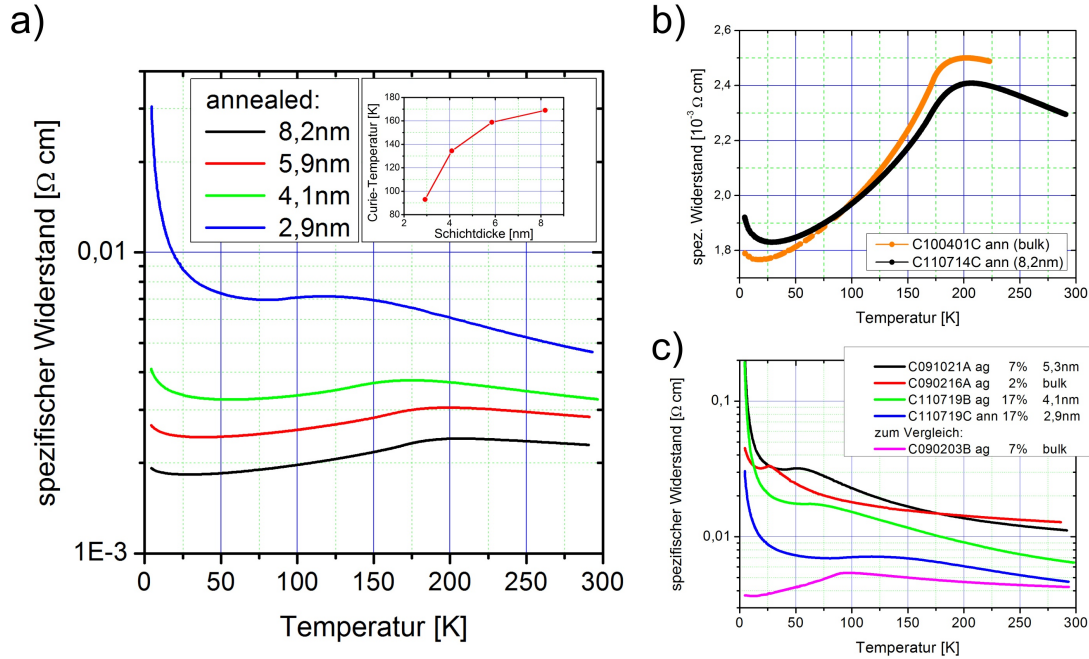 a)
annealed:
8,2nm
5,9nm
4,1nm
2,9nm
Curie-Temperatur [K]
180
160
140
120
100
80
2 4 6 8
Schichtdicke [nm]
spezifischer Widerstand [Ω cm]
0,01
1E-3
0 50 100 150 200 250 300
Temperatur [K]
b)
spez. Widerstand [10⁻³ Ω cm]
2,6
2,4
2,2
2,0
1,8
C100401C ann (bulk)
C110714C ann (8,2nm)
0 50 100 150 200 250 300
Temperatur [K]
c)
spezifischer Widerstand [Ω cm]
0,1
0,01
C091021A ag 7% 5,3nm
C090216A ag 2% bulk
C110719B ag 17% 4,1nm
C110719C ann 17% 2,9nm
zum Vergleich:
C090203B ag 7% bulk
0 50 100 150 200 250 300
Temperatur [K]